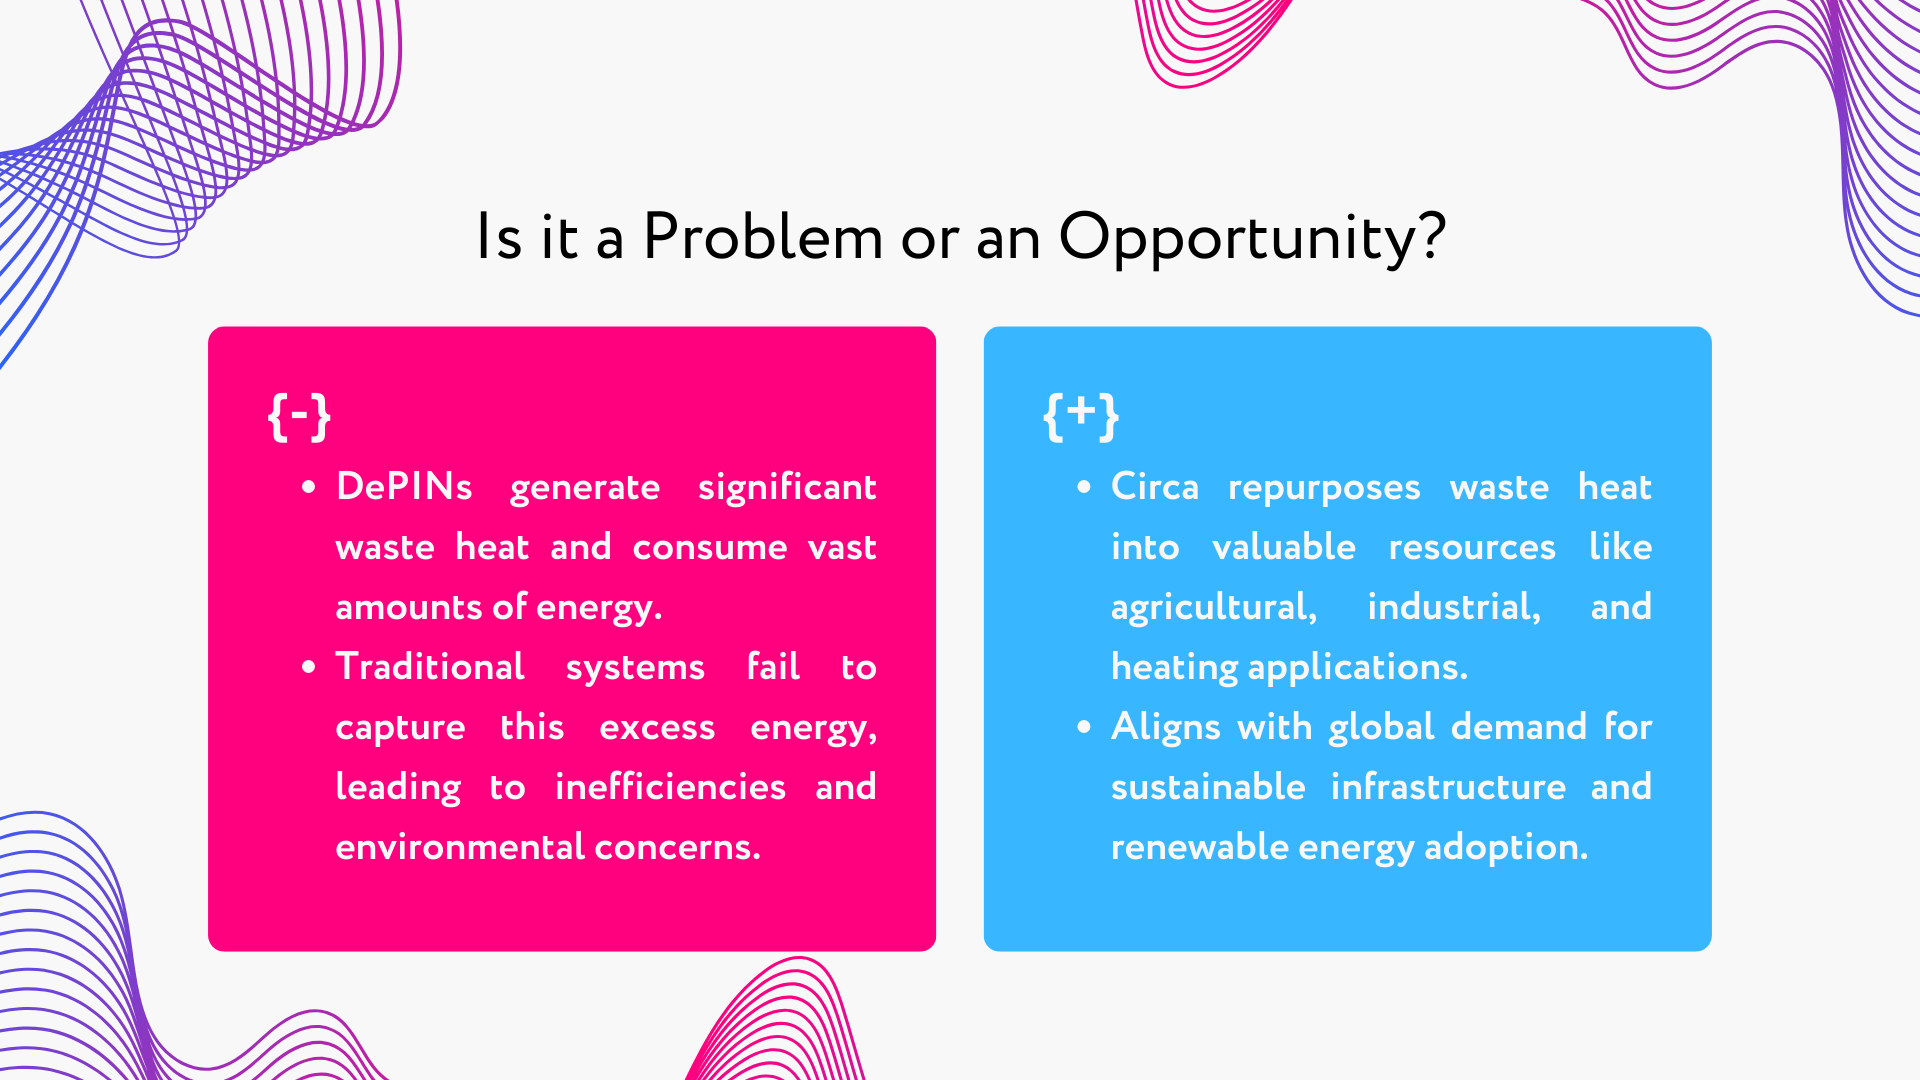 Is it a Problem or an Opportunity?
{-}
• DePINs generate significant
waste heat and consume vast
amounts of energy.
• Traditional systems fail to
capture this excess energy,
leading to inefficiencies and
environmental concerns.
{+}
• Circa repurposes waste heat
into valuable resources like
agricultural, industrial, and
heating applications.
• Aligns with global demand for
sustainable infrastructure and
renewable energy adoption.